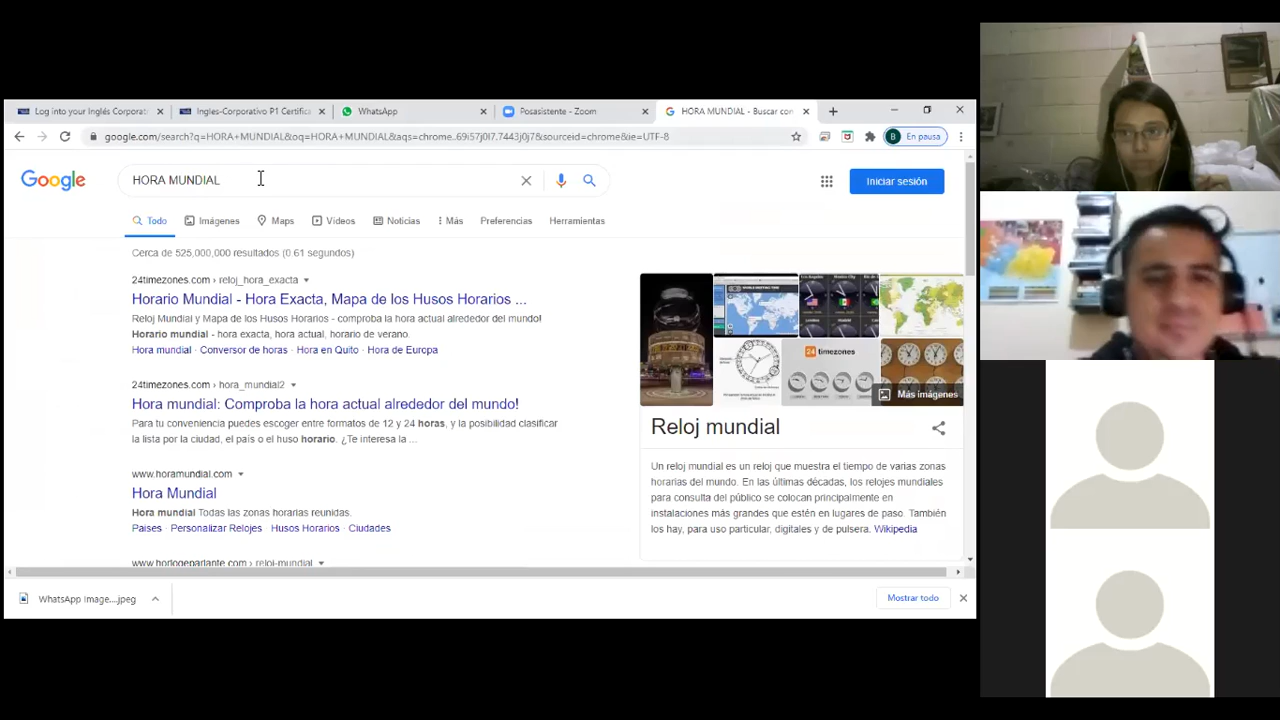 Log into your Inglés Corporat
Ingles-Corporativo P1 Certifica
WhatsApp
Posasistente - Zoom
HORA MUNDIAL - Buscar con
google.com/search?q=HORA+MUNDIAL&oq=HORA+MUNDIAL&aqs=chrome..69i57j0l7.7443j0j7&sourceid=chrome&ie=UTF-8
B En pausa
Google
HORA MUNDIAL
Iniciar sesión
Todo
Imágenes
Maps
Vídeos
Noticias
Más
Preferencias
Herramientas
Cerca de 525,000,000 resultados (0.61 segundos)
24timezones.com › reloj_hora_exacta
Horario Mundial - Hora Exacta, Mapa de los Husos Horarios ...
Reloj Mundial y Mapa de los Husos Horarios - comproba la hora actual alrededor del mundo!
Horario mundial - hora exacta, hora actual, horario de verano.
Hora mundial · Conversor de horas · Hora en Quito · Hora de Europa
24timezones.com › hora_mundial2
Hora mundial: Comproba la hora actual alrededor del mundo!
Para tu conveniencia puedes escoger entre formatos de 12 y 24 horas, y la posibilidad clasificar
la lista por la ciudad, el país o el huso horario. ¿Te interesa la ...
www.horamundial.com
Hora Mundial
Hora mundial Todas las zonas horarias reunidas.
Paises · Personalizar Relojes · Husos Horarios · Ciudades
www.horlogeparlante.com › reloj-mundial
24 timezones
Más imágenes
Reloj mundial
Un reloj mundial es un reloj que muestra el tiempo de varias zonas
horarias del mundo. En las últimas décadas, los relojes mundiales
para consulta del público se colocan principalmente en
instalaciones más grandes que estén en lugares de paso. También
los hay, para uso particular, digitales y de pulsera. Wikipedia
WhatsApp Image....jpeg
Mostrar todo